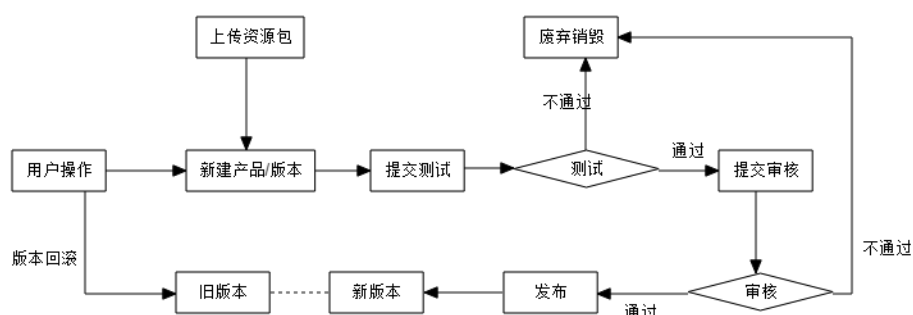 上传资源包
废弃销毁
不通过
用户操作
新建产品/版本
提交测试
测试
通过
提交审核
版本回滚
不通过
旧版本
新版本
发布
通过
审核